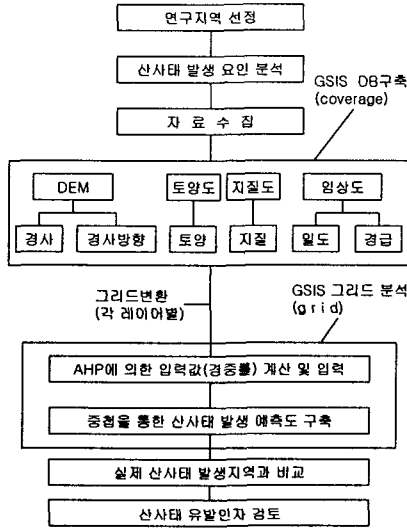 연구지역 선정
산사태 발생 요인 분석
GSIS DB구축
(coverage)
자 료 수 집
DEM
토양도
지질도
임상도
경사
경사방향
토양
지질
밀도
경급
그리드변환
(각 레이어별)
GSIS 그리드 분석
(grid)
AHP에 의한 입력값(경중률) 계산 및 입력
중첩을 통한 산사태 발생 예측도 구축
실제 산사태 발생지역과 비교
산사태 유발인자 검토